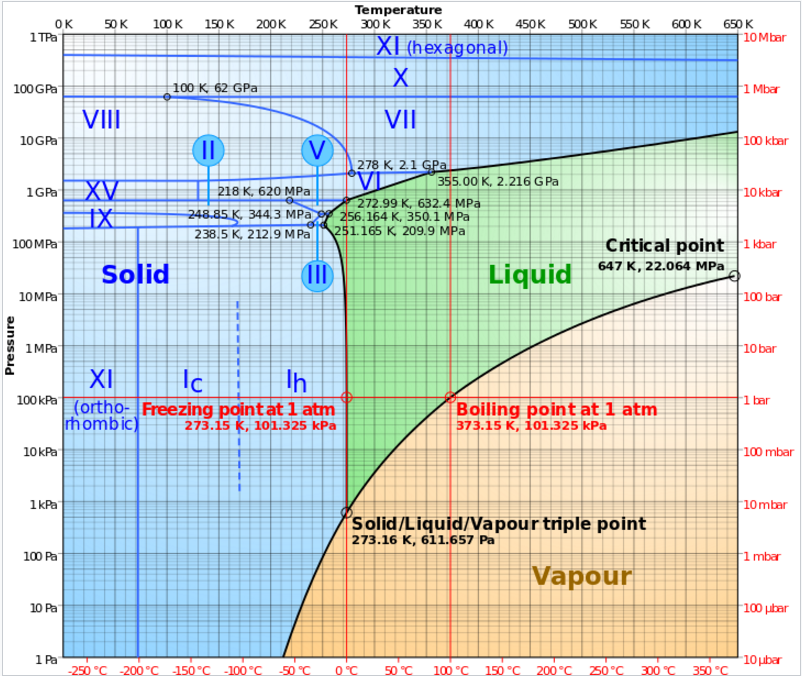 Temperature
0 K 50 K 100 K 150 K 200 K 250 K 300 K 350 K 400 K 450 K 500 K 550 K 600 K 650 K
1 TPa
10 Mbar
XI (hexagonal)
X
100 GPa
100 K, 62 GPa
1 Mbar
VIII
VII
10 GPa
100 kbar
II
V
278 K, 2.1 GPa
VI
355.00 K, 2.216 GPa
1 GPa
XV
218 K, 620 MPa
10 kbar
272.99 K, 632.4 MPa
IX
248.85 K, 344.3 MPa
256.164 K, 350.1 MPa
238.5 K, 212.9 MPa
251.165 K, 209.9 MPa
100 MPa
1 kbar
Critical point
647 K, 22.064 MPa
Solid
III
Liquid
10 MPa
100 bar
Pressure
1 MPa
10 bar
XI
(ortho-
rhombic)
Ic
Ih
100 kPa
1 bar
Freezing point at 1 atm
273.15 K, 101.325 kPa
Boiling point at 1 atm
373.15 K, 101.325 kPa
10 kPa
100 mbar
1 kPa
10 mbar
Solid/Liquid/Vapour triple point
273.16 K, 611.657 Pa
100 Pa
1 mbar
Vapour
10 Pa
100 µbar
1 Pa
10 µbar
-250 °C -200 °C -150 °C -100 °C -50 °C 0 °C 50 °C 100 °C 150 °C 200 °C 250 °C 300 °C 350 °C